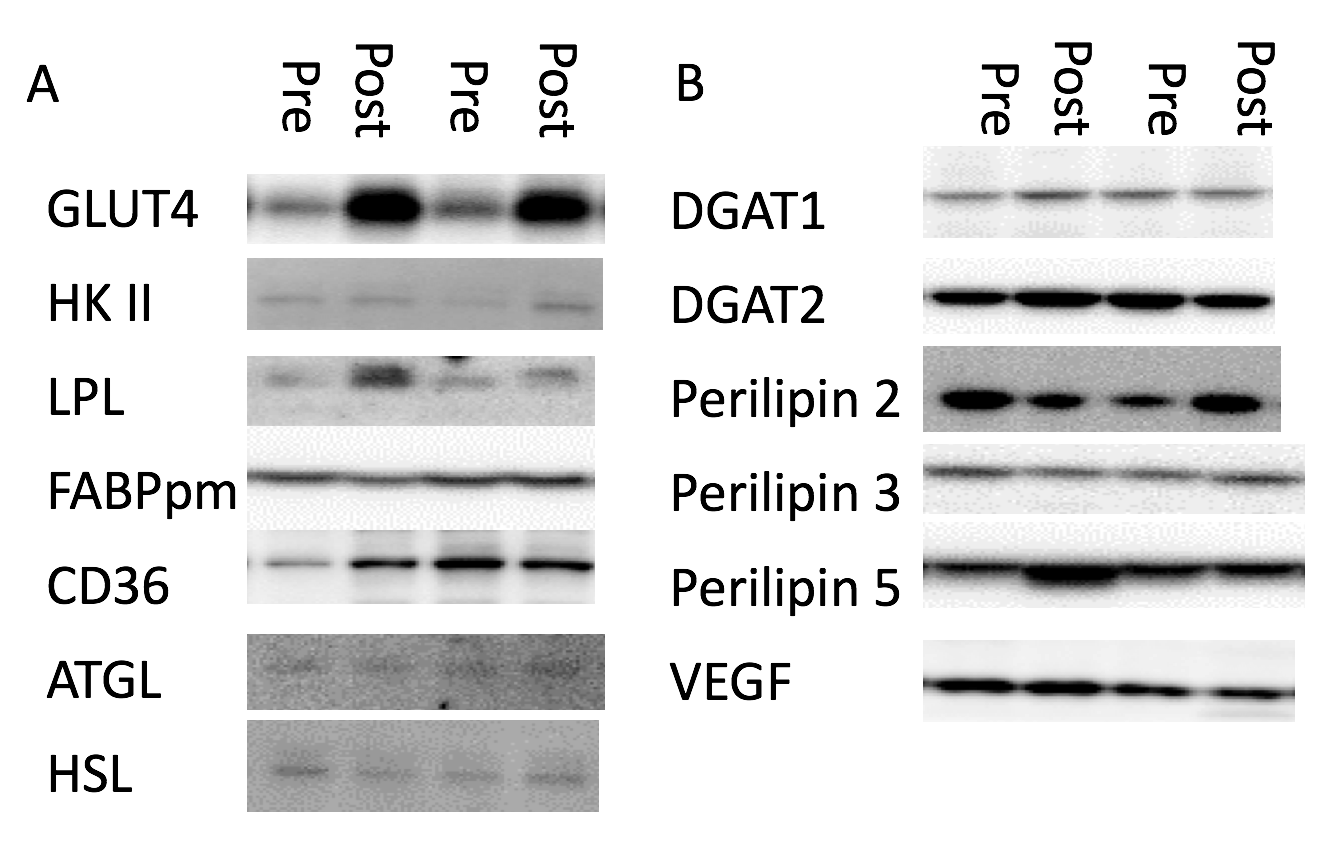 A
Pre Post Pre Post
GLUT4
HK II
LPL
FABPpm
CD36
ATGL
HSL
B
Pre Post Pre Post
DGAT1
DGAT2
Perilipin 2
Perilipin 3
Perilipin 5
VEGF